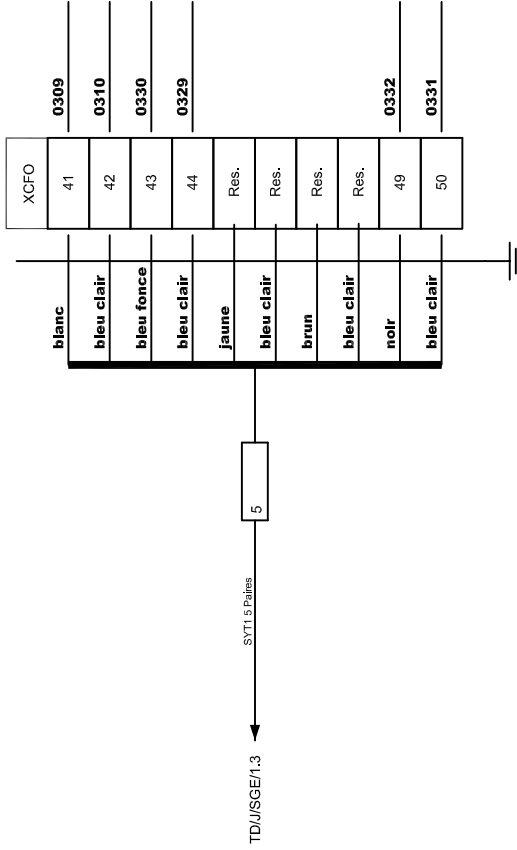 0309
0310
0330
0329
0332
0331
XCFO
41
42
43
44
Res.
Res.
Res.
Res.
49
50
blanc
bleu clair
bleu fonce
bleu clair
jaune
bleu clair
brun
bleu clair
noir
bleu clair
5
SYT1 5 Paires
TD/J/SGE/1.3